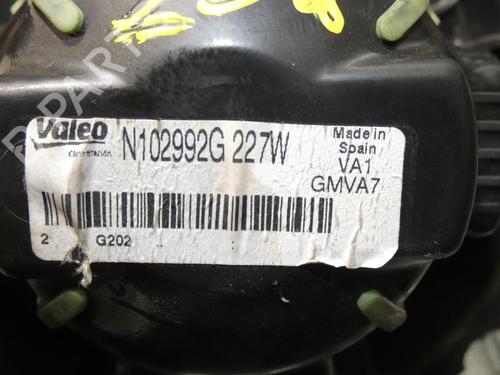 Valeo
Climatización
N102992G 227W
Made in
Spain
VA1
GMVA7
2
G202